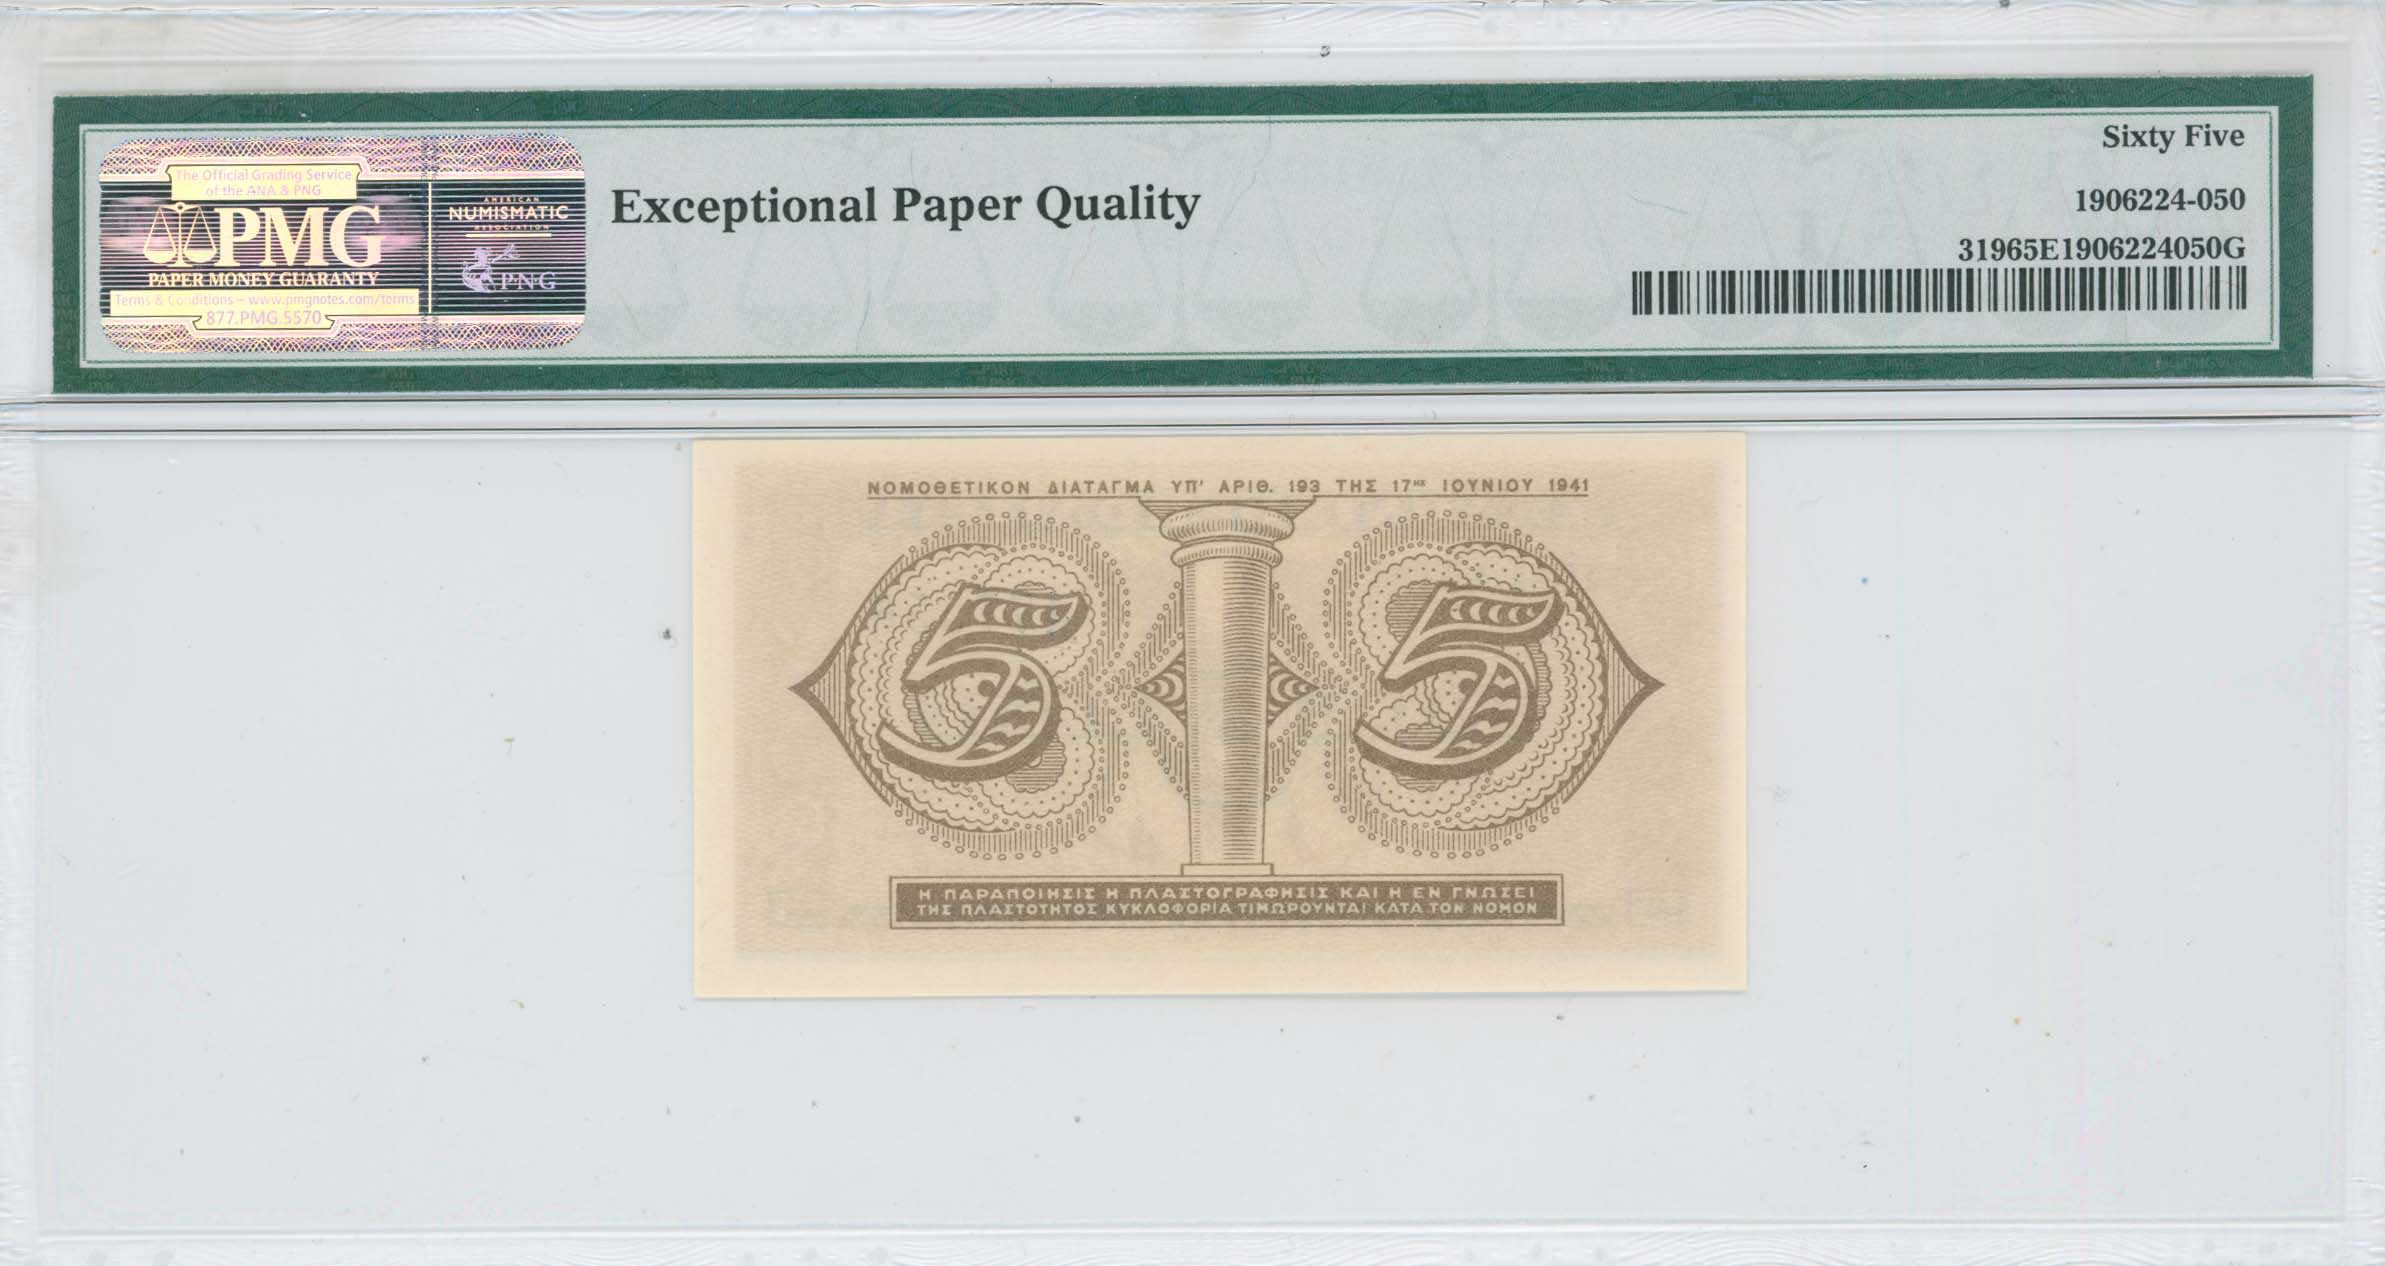 The Official Grading Service
of the ANA & PNG
PMG
PAPER MONEY GUARANTY
Terms & Conditions – www.pmgnotes.com/terms
877.PMG.5570
AMERICAN
NUMISMATIC
ASSOCIATION
PNG
Exceptional Paper Quality
Sixty Five
1906224-050
31965E1906224050G
ΝΟΜΟΘΕΤΙΚΟΝ ΔΙΑΤΑΓΜΑ ΥΠ' ΑΡΙΘ. 193 ΤΗΣ 17ΗΣ ΙΟΥΝΙΟΥ 1941
5 5
Η ΠΑΡΑΠΟΙΗΣΙΣ Η ΠΛΑΣΤΟΓΡΑΦΗΣΙΣ ΚΑΙ Η ΕΝ ΓΝΩΣΕΙ
ΤΗΣ ΠΛΑΣΤΟΤΗΤΟΣ ΚΥΚΛΟΦΟΡΙΑ ΤΙΜΩΡΟΥΝΤΑΙ ΚΑΤΑ ΤΟΝ ΝΟΜΟΝ